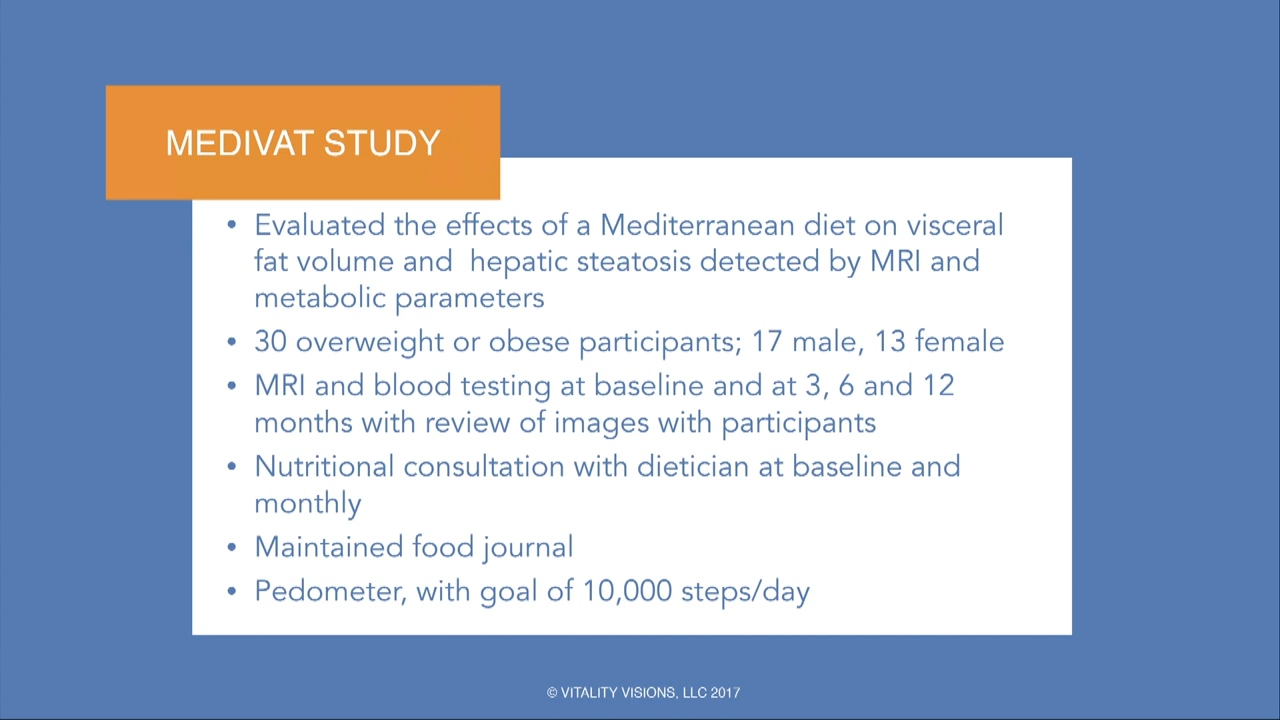 MEDIVAT STUDY
• Evaluated the effects of a Mediterranean diet on visceral
fat volume and  hepatic steatosis detected by MRI and
metabolic parameters
• 30 overweight or obese participants; 17 male, 13 female
• MRI and blood testing at baseline and at 3, 6 and 12
months with review of images with participants
• Nutritional consultation with dietician at baseline and
monthly
• Maintained food journal
• Pedometer, with goal of 10,000 steps/day
© VITALITY VISIONS, LLC 2017